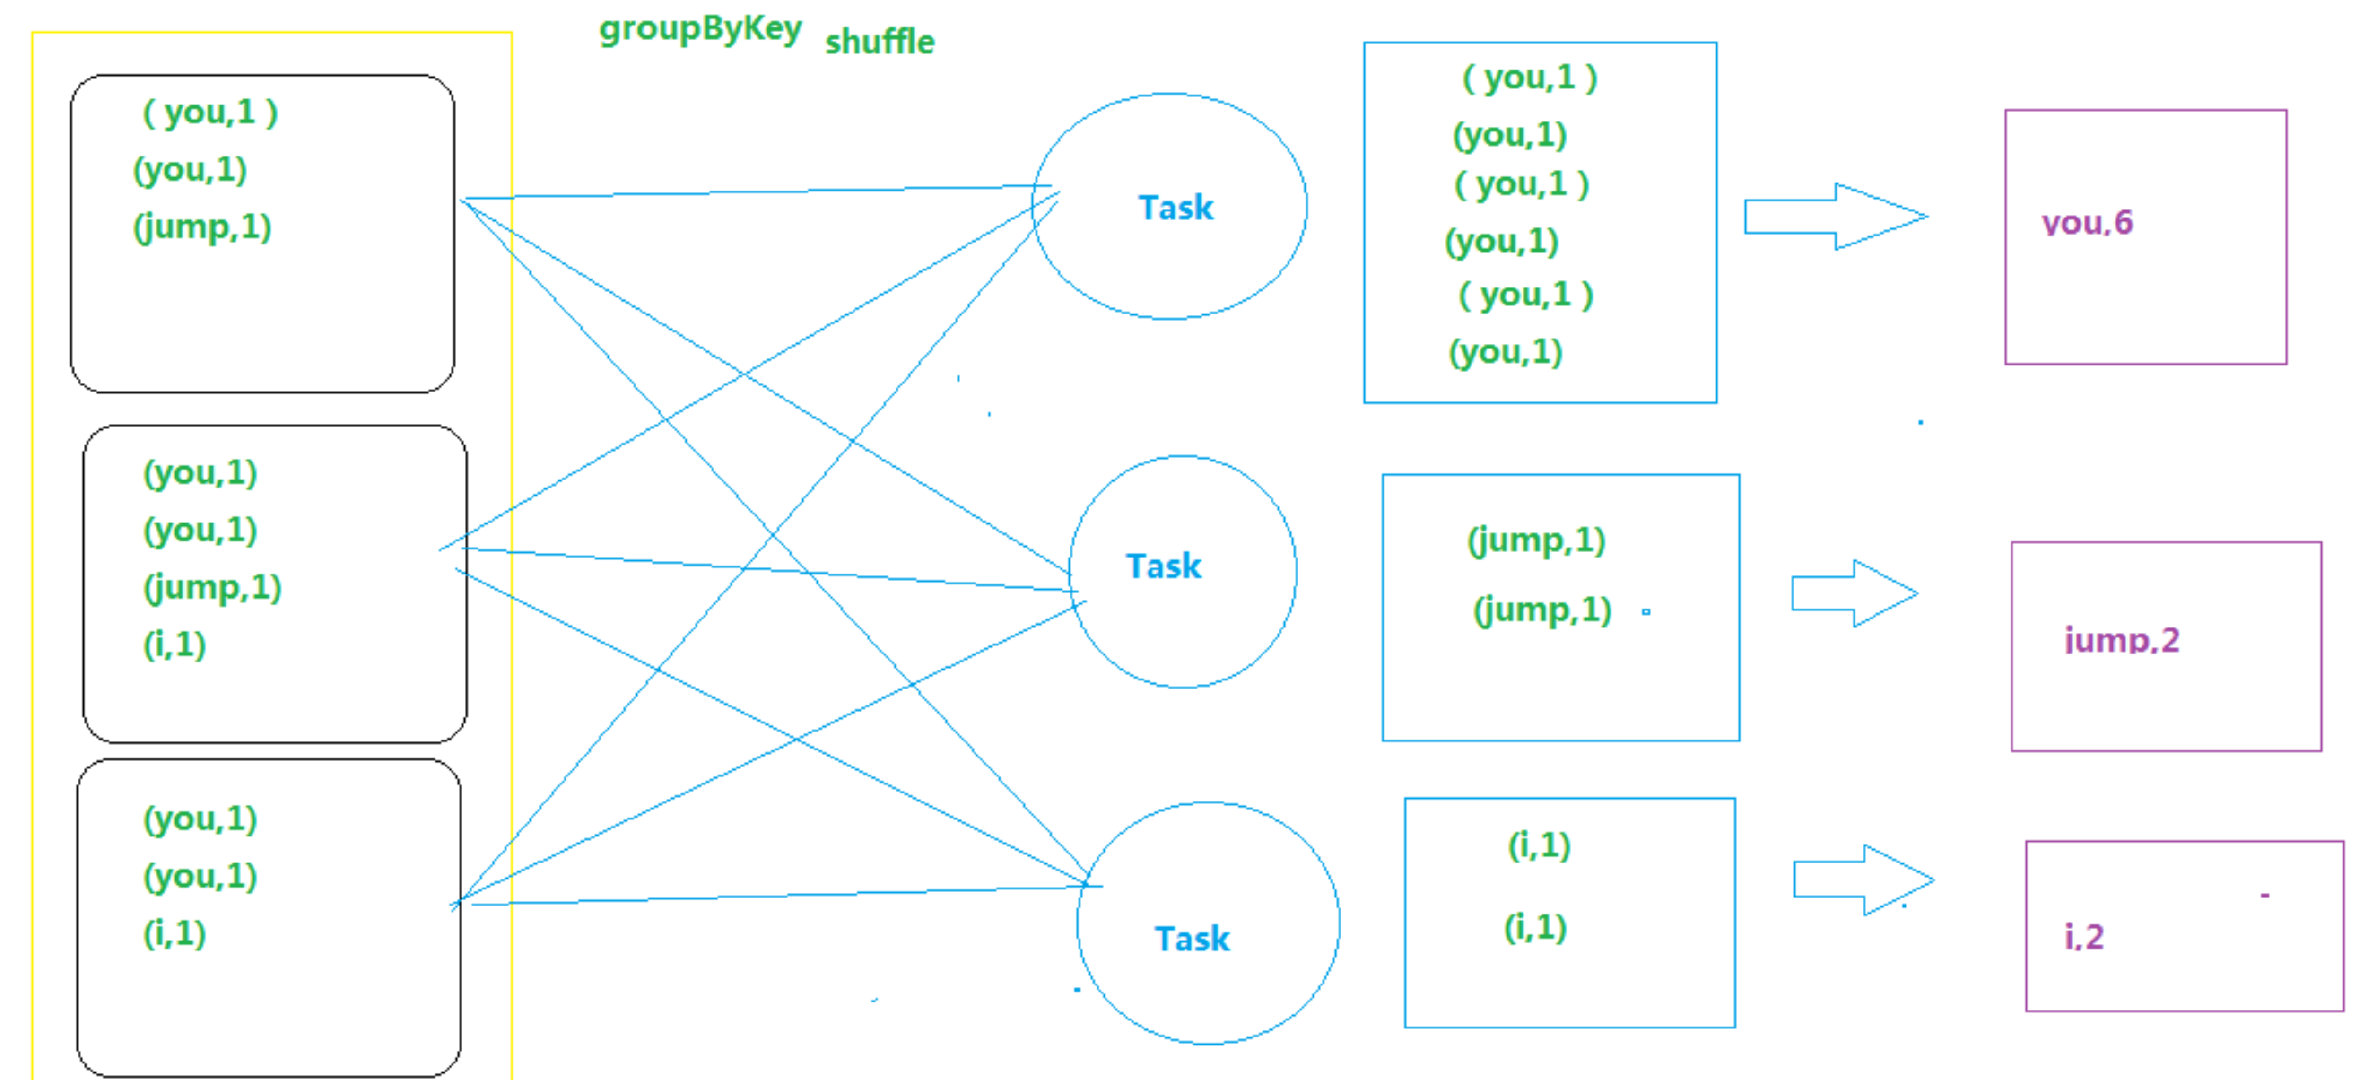 groupByKey shuffle
( you,1 )
(you,1)
(jump,1)
(you,1)
(you,1)
(jump,1)
(i,1)
(you,1)
(you,1)
(i,1)
Task
Task
Task
( you,1 )
(you,1)
( you,1 )
(you,1)
( you,1 )
(you,1)
(jump,1)
(jump,1)
(i,1)
(i,1)
you,6
jump,2
i,2